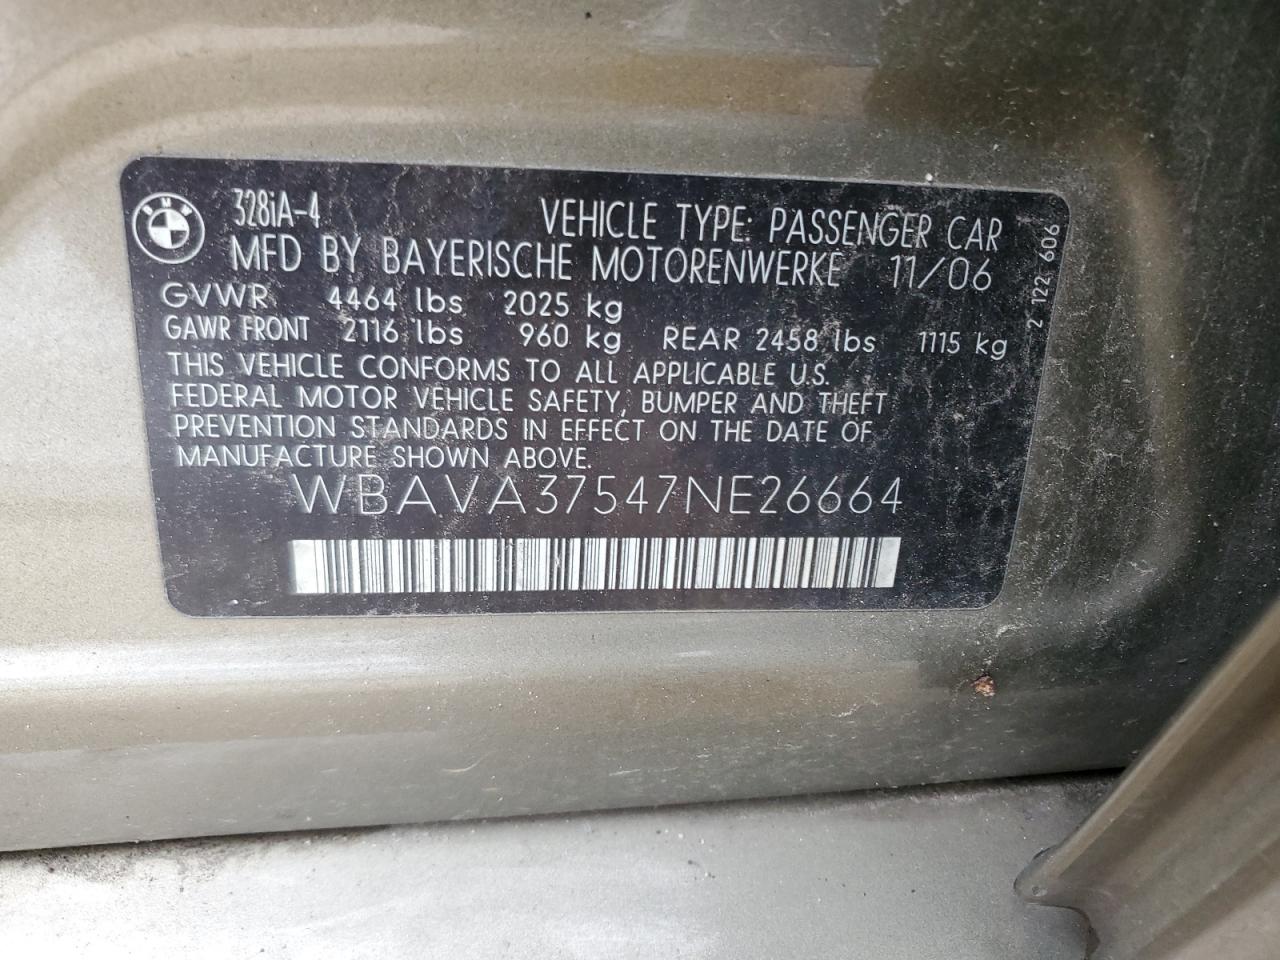 BMW
328iA-4 VEHICLE TYPE: PASSENGER CAR
MFD BY BAYERISCHE MOTORENWERKE 11/06
GVWR 4464 lbs 2025 kg
GAWR FRONT 2116 lbs 960 kg REAR 2458 lbs 1115 kg
THIS VEHICLE CONFORMS TO ALL APPLICABLE U.S.
FEDERAL MOTOR VEHICLE SAFETY, BUMPER AND THEFT
PREVENTION STANDARDS IN EFFECT ON THE DATE OF
MANUFACTURE SHOWN ABOVE.
WBAVA37547NE26664
2 122 606